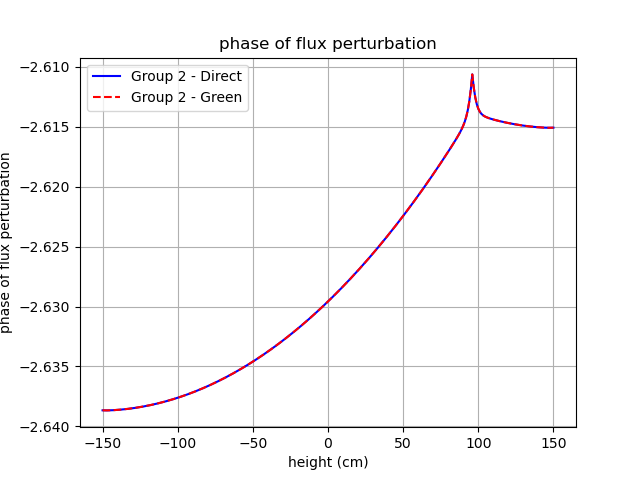 phase of flux perturbation
−2.610
−2.615
−2.620
−2.625
−2.630
−2.635
−2.640
phase of flux perturbation
Group 2 - Direct
Group 2 - Green
−150
−100
−50
0
50
100
150
height (cm)